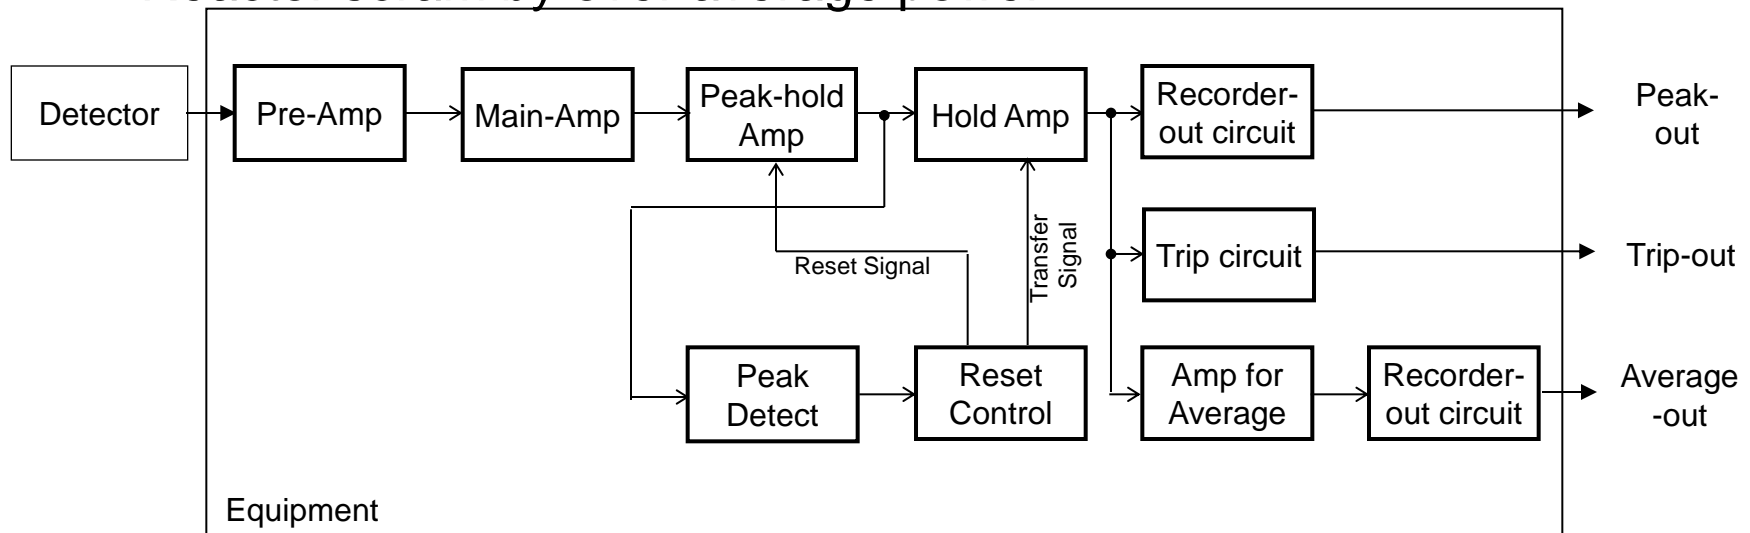 Detector
Pre-Amp
Main-Amp
Peak-hold
Amp
Hold Amp
Recorder-
out circuit
Peak-
out
Trip circuit
Trip-out
Reset Signal
Transfer
Signal
Peak
Detect
Reset
Control
Amp for
Average
Recorder-
out circuit
Average
-out
Equipment